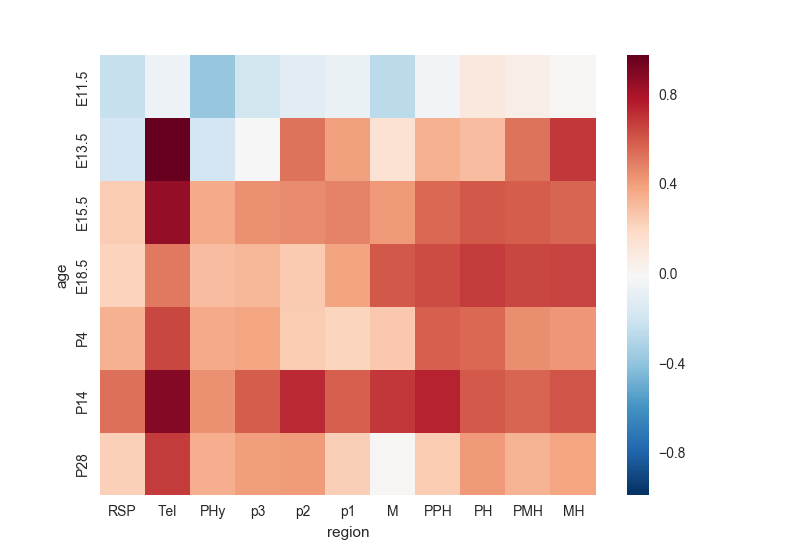 E11.5
E13.5
E15.5
E18.5
P4
P14
P28
age
RSP Tel PHy p3 p2 p1 M PPH PH PMH MH
region
0.8
0.4
0.0
−0.4
−0.8